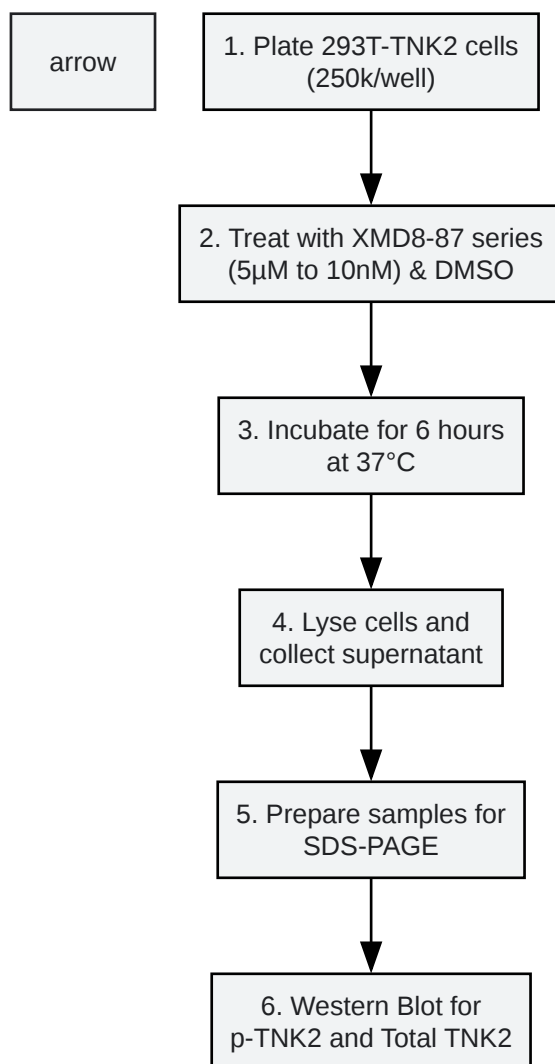 arrow
1. Plate 293T-TNK2 cells
(250k/well)
2. Treat with XMD8-87 series
(5µM to 10nM) & DMSO
3. Incubate for 6 hours
at 37°C
4. Lyse cells and
collect supernatant
5. Prepare samples for
SDS-PAGE
6. Western Blot for
p-TNK2 and Total TNK2